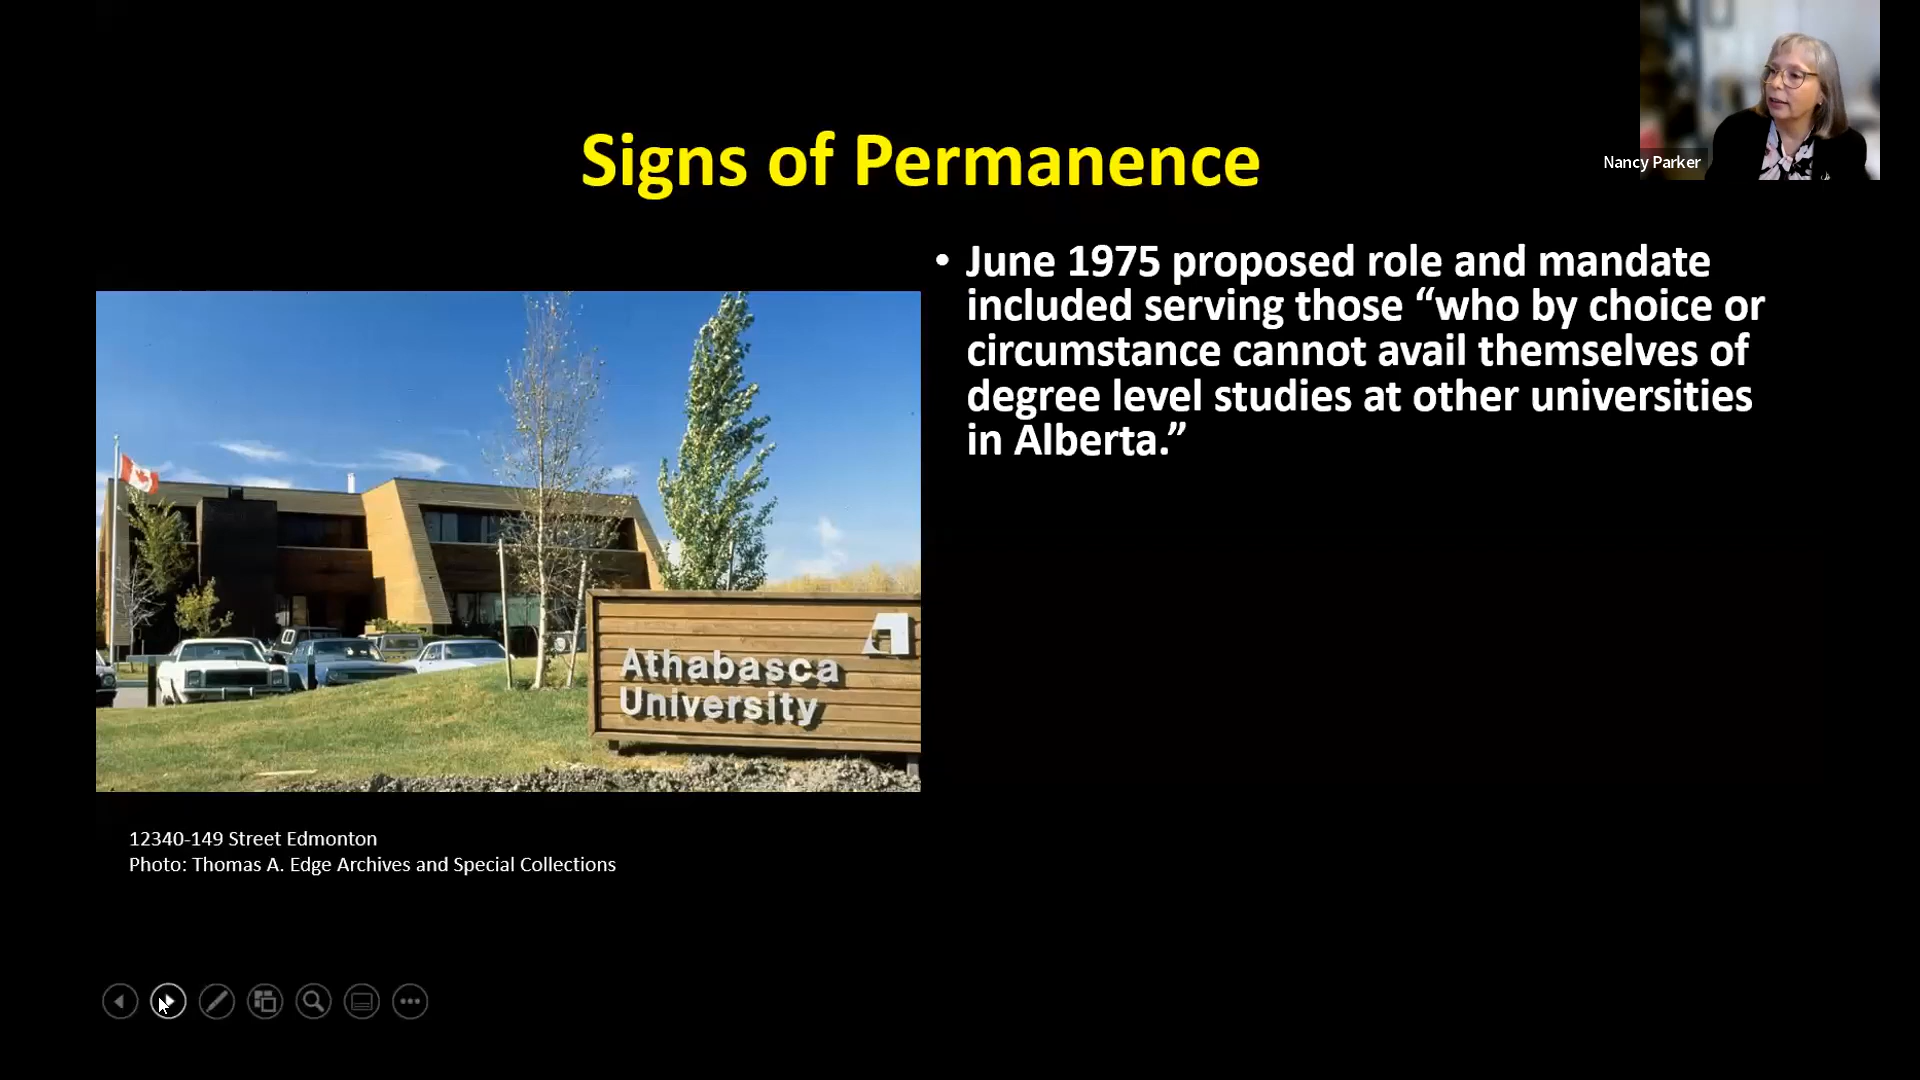 Nancy Parker
Signs of Permanence
• June 1975 proposed role and mandate
included serving those “who by choice or
circumstance cannot avail themselves of
degree level studies at other universities
in Alberta.”
Athabasca
University
12340-149 Street Edmonton
Photo: Thomas A. Edge Archives and Special Collections